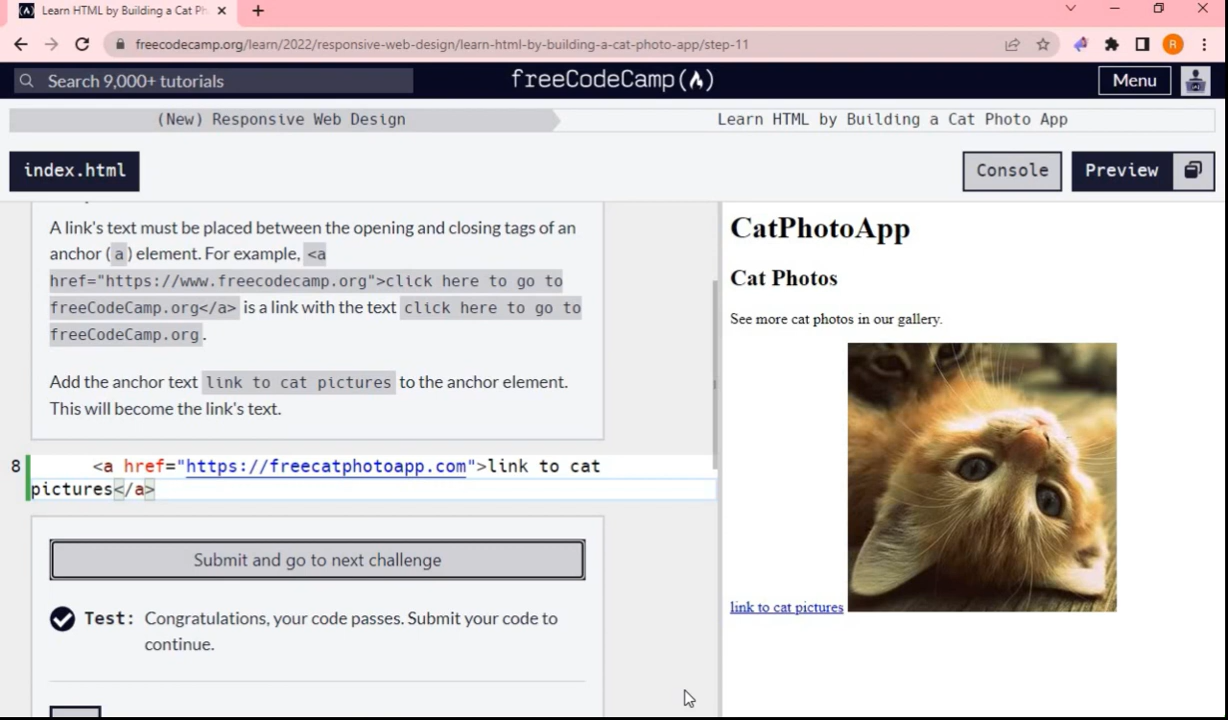 Learn HTML by Building a Cat Ph
freecodecamp.org/learn/2022/responsive-web-design/learn-html-by-building-a-cat-photo-app/step-11
R
Search 9,000+ tutorials
freeCodeCamp
Menu
(New) Responsive Web Design
Learn HTML by Building a Cat Photo App
index.html
Console
Preview
A link's text must be placed between the opening and closing tags of an
anchor (a) element. For example, <a
href="https://www.freecodecamp.org">click here to go to
freeCodeCamp.org</a> is a link with the text click here to go to
freeCodeCamp.org.
Add the anchor text link to cat pictures to the anchor element.
This will become the link's text.
8 <a href="https://freecatphotoapp.com">link to cat
pictures</a>
Submit and go to next challenge
Test: Congratulations, your code passes. Submit your code to
continue.
CatPhotoApp
Cat Photos
See more cat photos in our gallery.
link to cat pictures